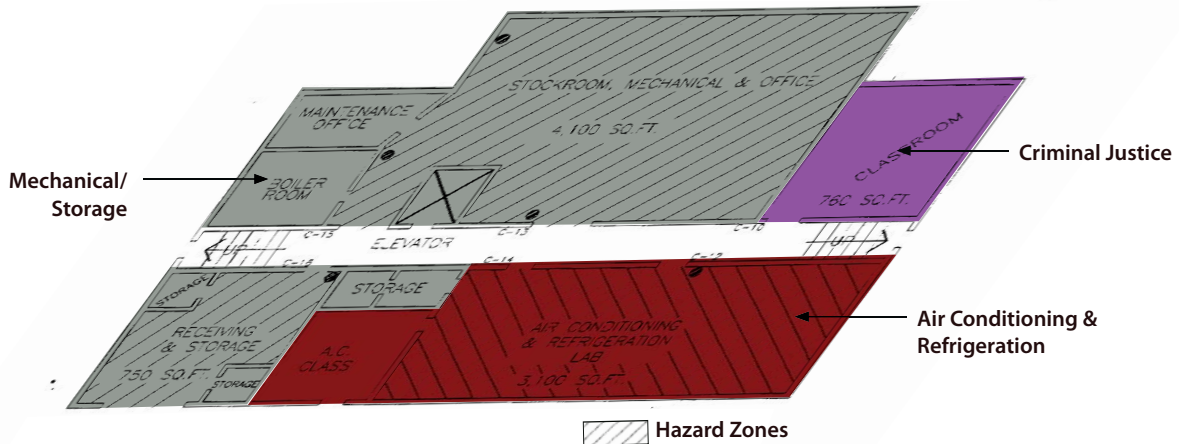 STOCKROOM, MECHANICAL & OFFICE
4,100 SQ.FT.
MAINTENANCE
OFFICE
BOILER
ROOM
Mechanical/
Storage
CLASSROOM
760 SQ.FT.
Criminal Justice
C-15
C-13
C-10
UP
ELEVATOR
UP
C-16
C-14
C-12
STORAGE
STORAGE
RECEIVING
& STORAGE
750 SQ.FT.
STORAGE
A.C.
CLASS
AIR CONDITIONING
& REFRIGERATION
LAB
3,100 SQ.FT.
Air Conditioning &
Refrigeration
Hazard Zones